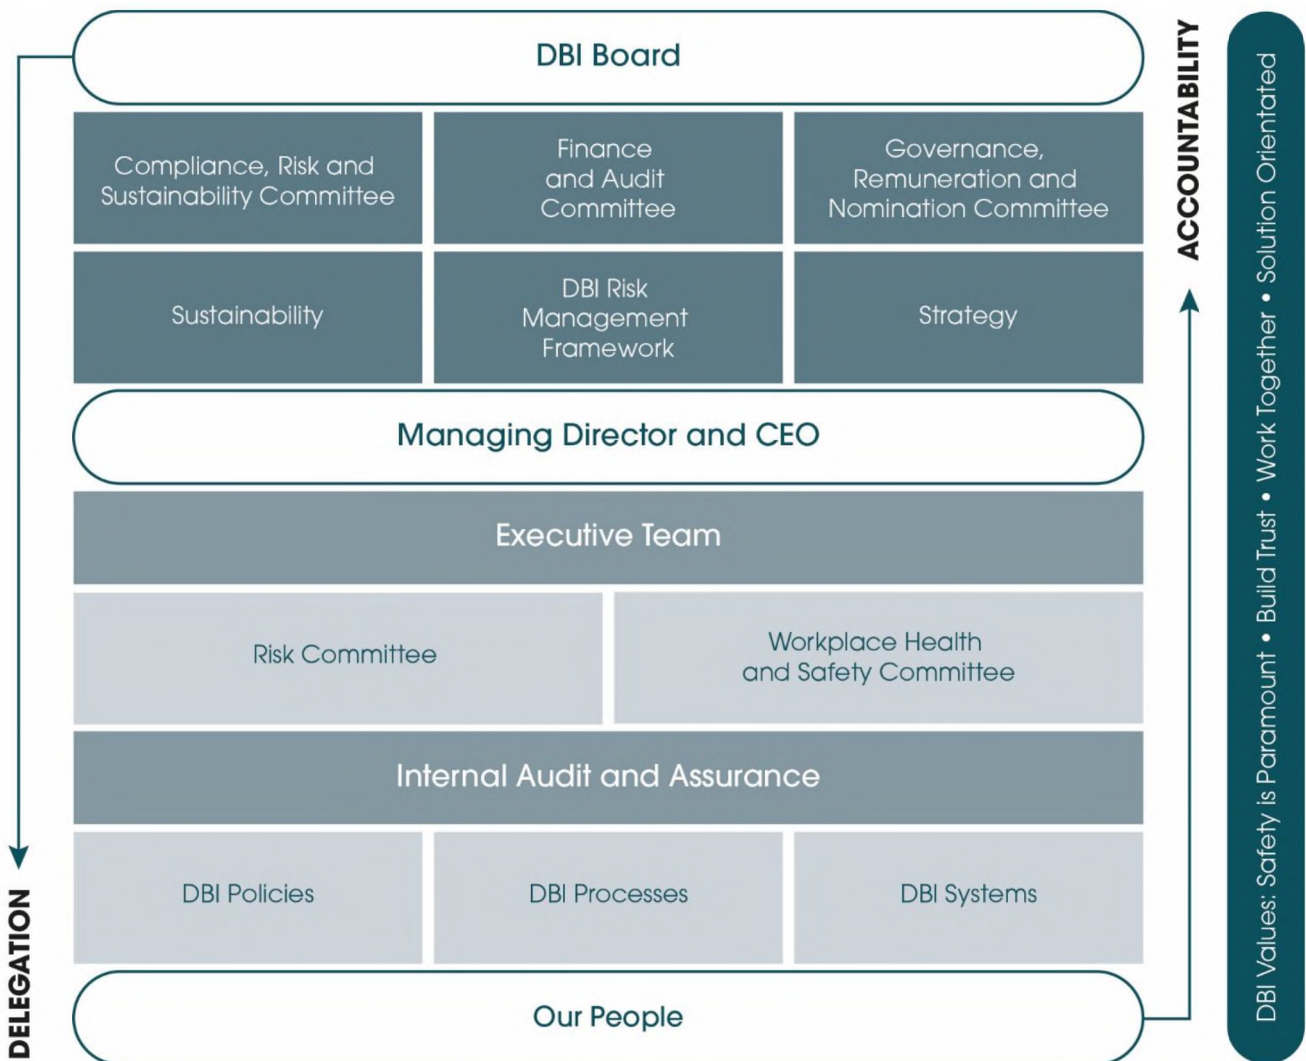 DBI Board
Compliance, Risk and
Sustainability Committee
Finance
and Audit
Committee
Governance,
Remuneration and
Nomination Committee
Sustainability
DBI Risk
Management
Framework
Strategy
Managing Director and CEO
Executive Team
Risk Committee
Workplace Health
and Safety Committee
Internal Audit and Assurance
DBI Policies
DBI Processes
DBI Systems
Our People
DELEGATION
ACCOUNTABILITY
DBI Values: Safety is Paramount • Build Trust • Work Together • Solution Orientated